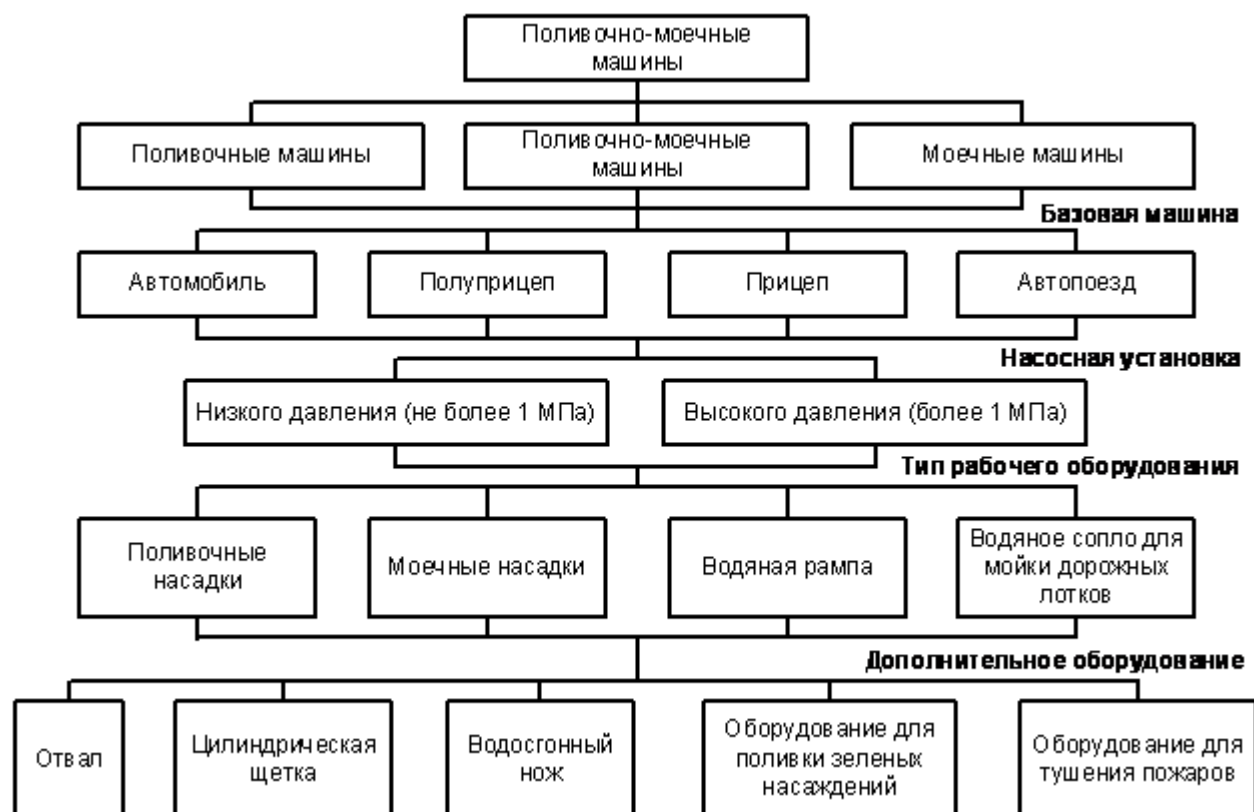 Поливочно-моечные
машины
Поливочные машины
Поливочно-моечные
машины
Моечные машины
Базовая машина
Автомобиль
Полуприцеп
Прицеп
Автопоезд
Насосная установка
Низкого давления (не более 1 МПа)
Высокого давления (более 1 МПа)
Тип рабочего оборудования
Поливочные
насадки
Моечные насадки
Водяная рампа
Водяное сопло для
мойки дорожных
лотков
Дополнительное оборудование
Отвал
Цилиндрическая
щетка
Водосгонный
нож
Оборудование для
поливки зеленых
насаждений
Оборудование для
тушения пожаров